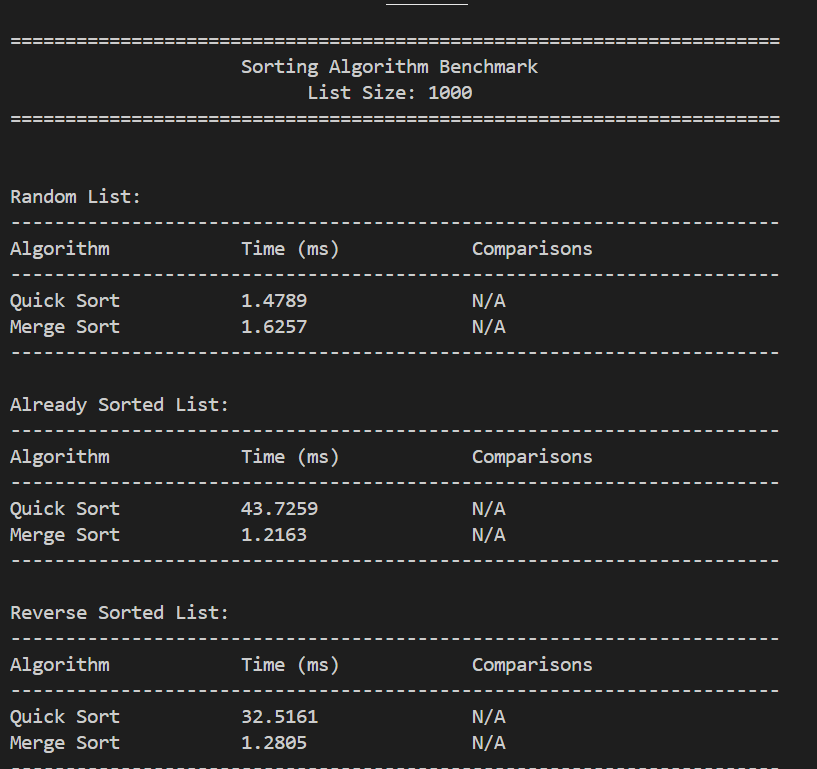 ======================================================================
Sorting Algorithm Benchmark
List Size: 1000
======================================================================
Random List:
----------------------------------------------------------------------
Algorithm Time (ms) Comparisons
----------------------------------------------------------------------
Quick Sort 1.4789 N/A
Merge Sort 1.6257 N/A
----------------------------------------------------------------------
Already Sorted List:
----------------------------------------------------------------------
Algorithm Time (ms) Comparisons
----------------------------------------------------------------------
Quick Sort 43.7259 N/A
Merge Sort 1.2163 N/A
----------------------------------------------------------------------
Reverse Sorted List:
----------------------------------------------------------------------
Algorithm Time (ms) Comparisons
----------------------------------------------------------------------
Quick Sort 32.5161 N/A
Merge Sort 1.2805 N/A
----------------------------------------------------------------------